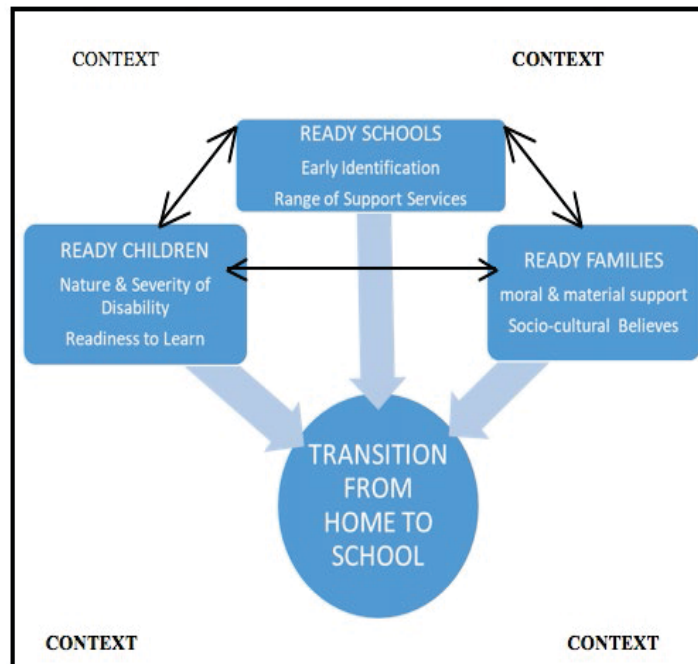 CONTEXT
CONTEXT
READY SCHOOLS
Early Identification
Range of Support Services
READY CHILDREN
Nature & Severity of
Disability
Readiness to Learn
READY FAMILIES
moral & material support
Socio-cultural Believes
TRANSITION
FROM
HOME TO
SCHOOL
CONTEXT
CONTEXT